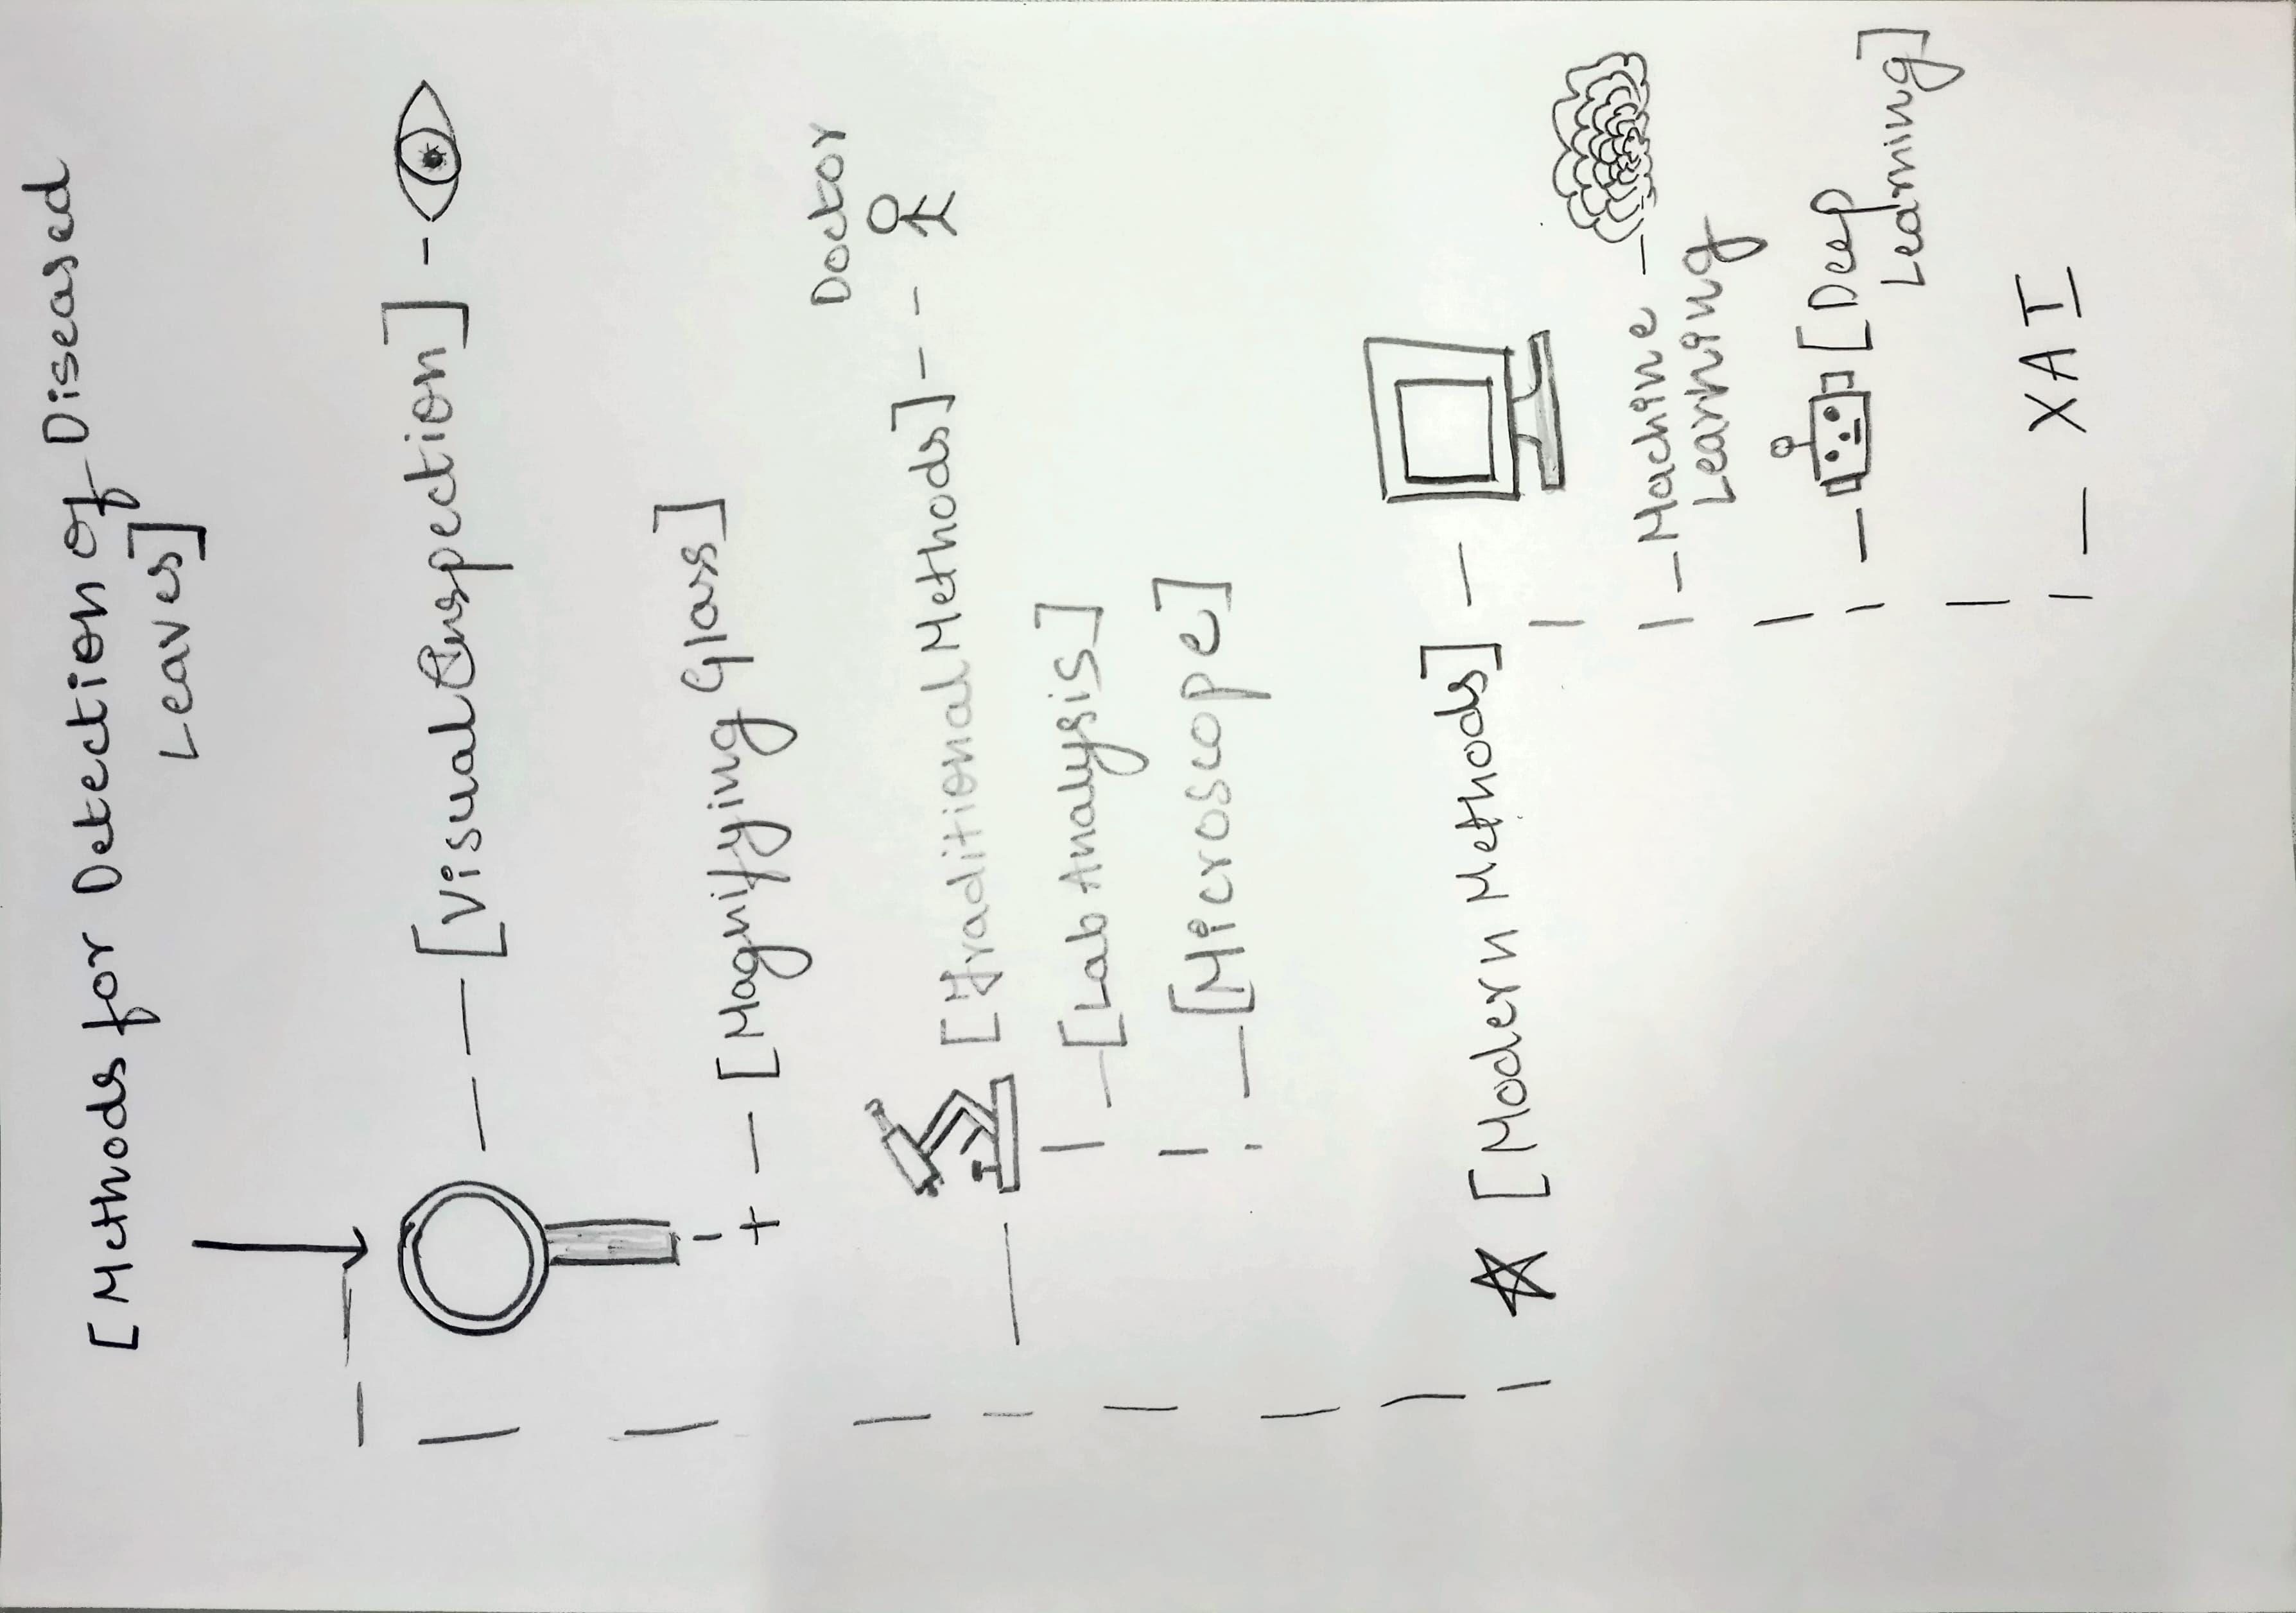 [Methods for Detection of Diseased
Leaves]
[Visual Inspection]
[Magnifying Glass]
Doctor
[Traditional Methods]
[Lab Analysis]
[Microscope]
[Modern Methods]
Machine
Learning
[Deep
Learning]
XAI